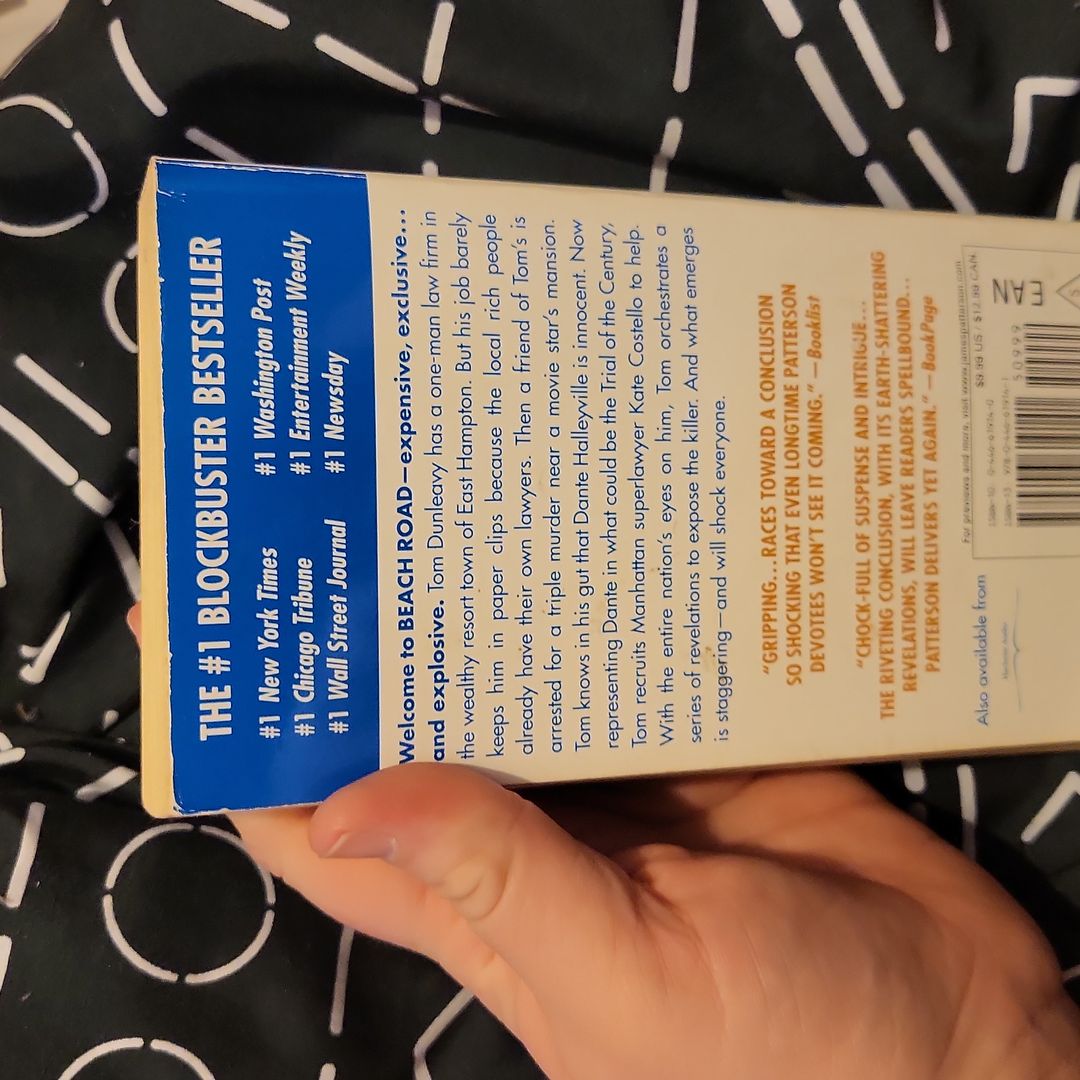 THE #1 BLOCKBUSTER BESTSELLER
#1 New York Times
#1 Chicago Tribune
#1 Wall Street Journal
#1 Washington Post
#1 Entertainment Weekly
#1 Newsday
Welcome to BEACH ROAD—expensive, exclusive...
and explosive. Tom Dunleavy has a one-man law firm in
the wealthy resort town of East Hampton. But his job barely
keeps him in paper clips because the local rich people
already have their own lawyers. Then a friend of Tom's is
arrested for a triple murder near a movie star's mansion.
Tom knows in his gut that Dante Halleyville is innocent. Now
representing Dante in what could be the Trial of the Century,
Tom recruits Manhattan superlawyer Kate Costello to help.
With the entire nation's eyes on him, Tom orchestrates a
series of revelations to expose the killer. And what emerges
is staggering—and will shock everyone.
"GRIPPING...RACES TOWARD A CONCLUSION
SO SHOCKING THAT EVEN LONGTIME PATTERSON
DEVOTEES WON'T SEE IT COMING." —Booklist
"CHOCK-FULL OF SUSPENSE AND INTRIGUE...
THE RIVETING CONCLUSION, WITH ITS EARTH-SHATTERING
REVELATIONS, WILL LEAVE READERS SPELLBOUND...
PATTERSON DELIVERS YET AGAIN." —BookPage
For previews and more, visit www.jamespatterson.com
Also available from
$9.99 US / $12.99 CAN.
50999
EAN